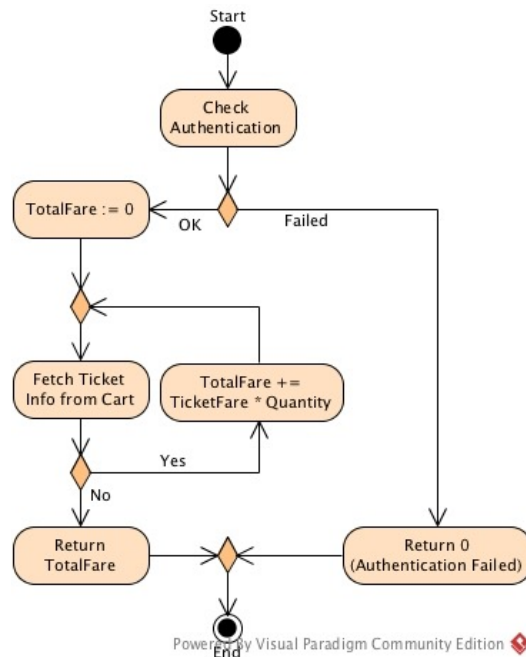 Start
Check
Authentication
TotalFare := 0
OK
Failed
Fetch Ticket
Info from Cart
TotalFare +=
TicketFare * Quantity
Yes
No
Return
TotalFare
Return 0
(Authentication Failed)
End
Powered By Visual Paradigm Community Edition